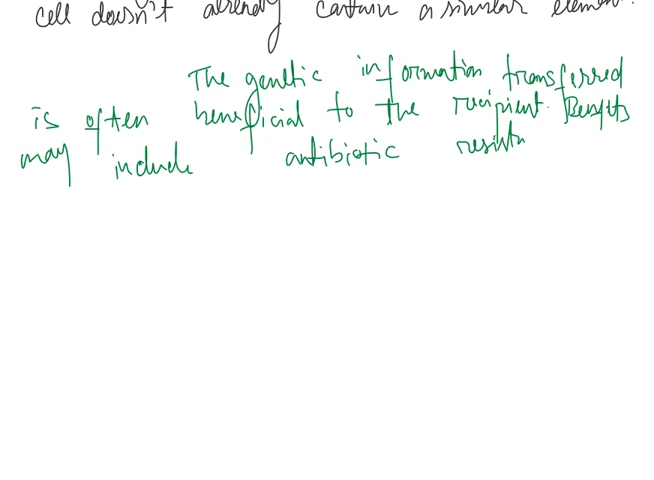 cell doesn't already contain a similar element.
The genetic information transferred
is often beneficial to the recipient. Benefits
may include antibiotic